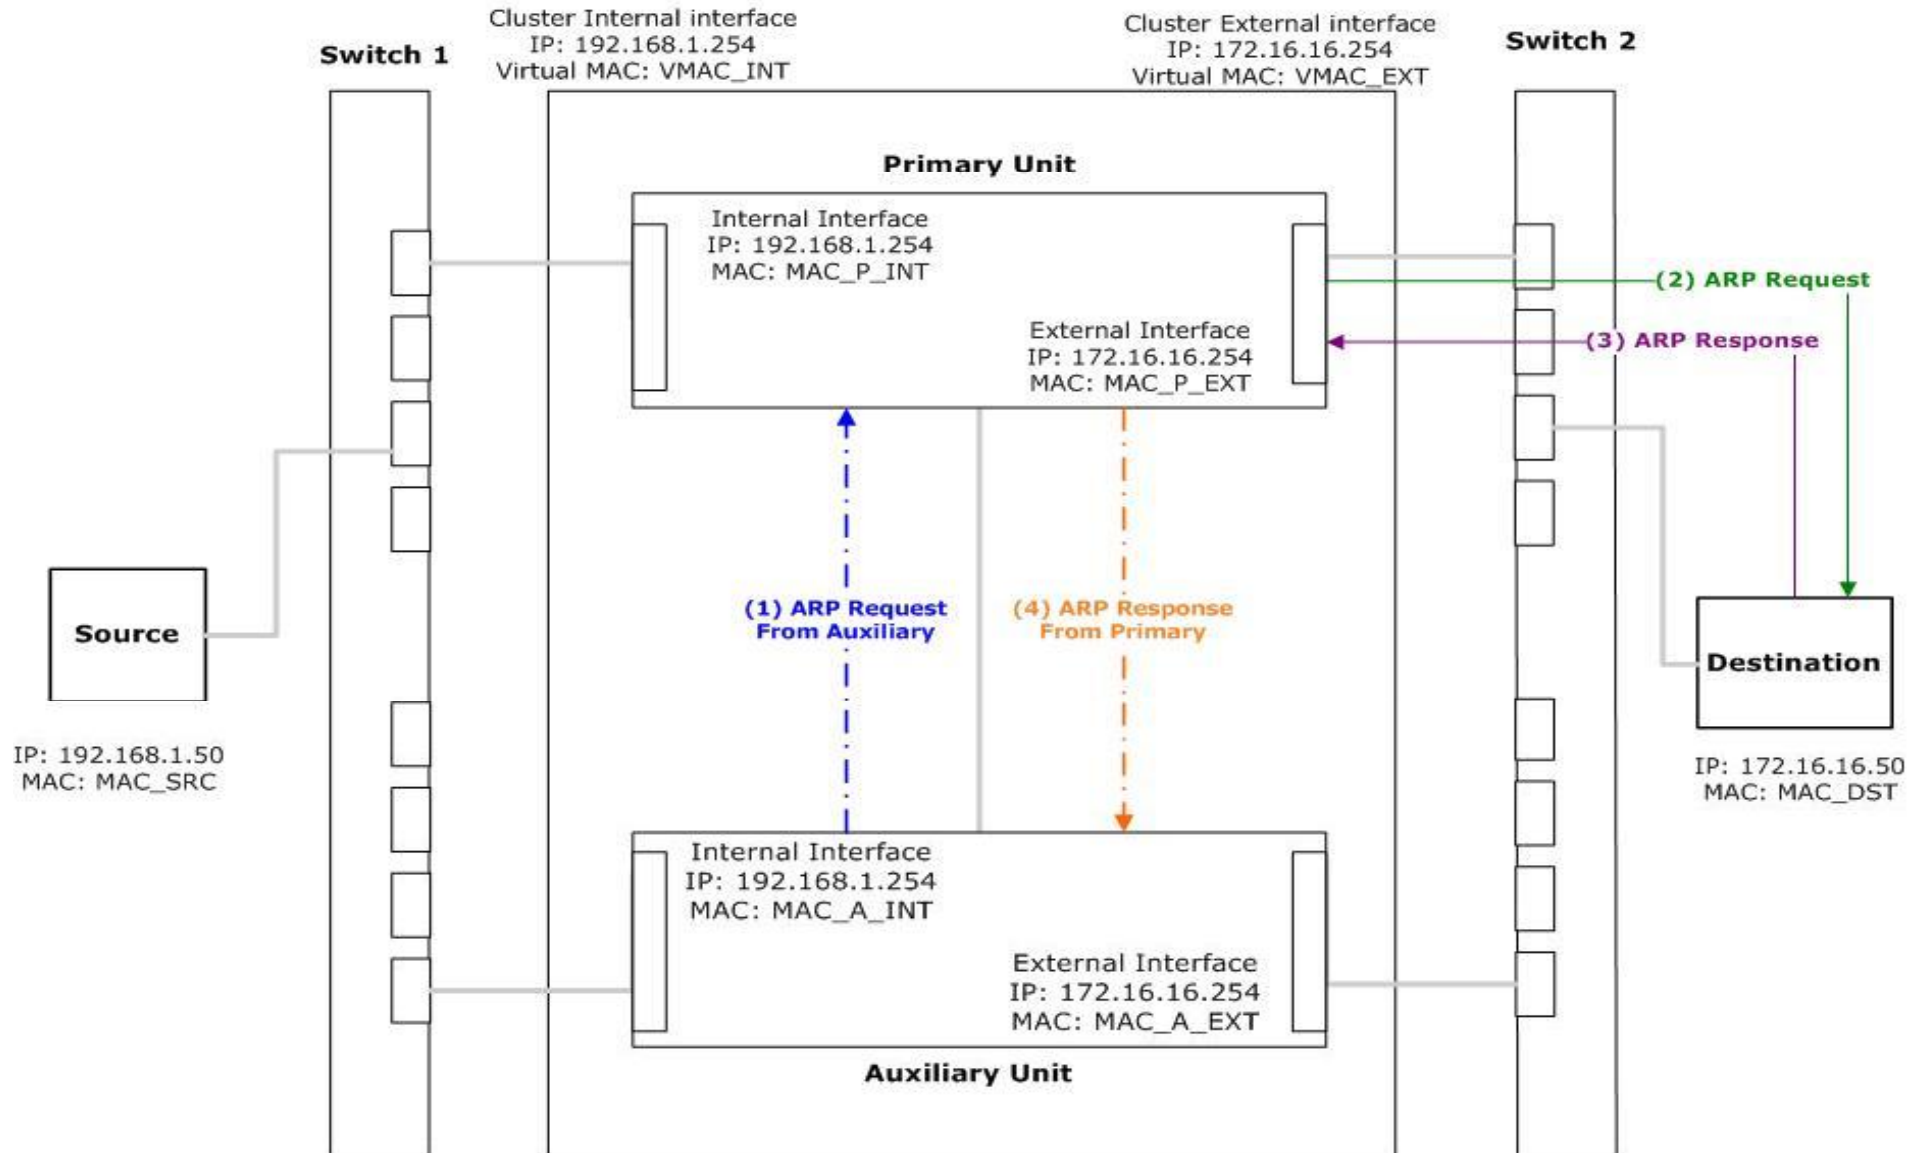 Cluster Internal interface
IP: 192.168.1.254
Virtual MAC: VMAC_INT
Cluster External interface
IP: 172.16.16.254
Virtual MAC: VMAC_EXT
Switch 1
Switch 2
Primary Unit
Internal Interface
IP: 192.168.1.254
MAC: MAC_P_INT
External Interface
IP: 172.16.16.254
MAC: MAC_P_EXT
(2) ARP Request
(3) ARP Response
(1) ARP Request
From Auxiliary
(4) ARP Response
From Primary
Source
IP: 192.168.1.50
MAC: MAC_SRC
Destination
IP: 172.16.16.50
MAC: MAC_DST
Internal Interface
IP: 192.168.1.254
MAC: MAC_A_INT
External Interface
IP: 172.16.16.254
MAC: MAC_A_EXT
Auxiliary Unit